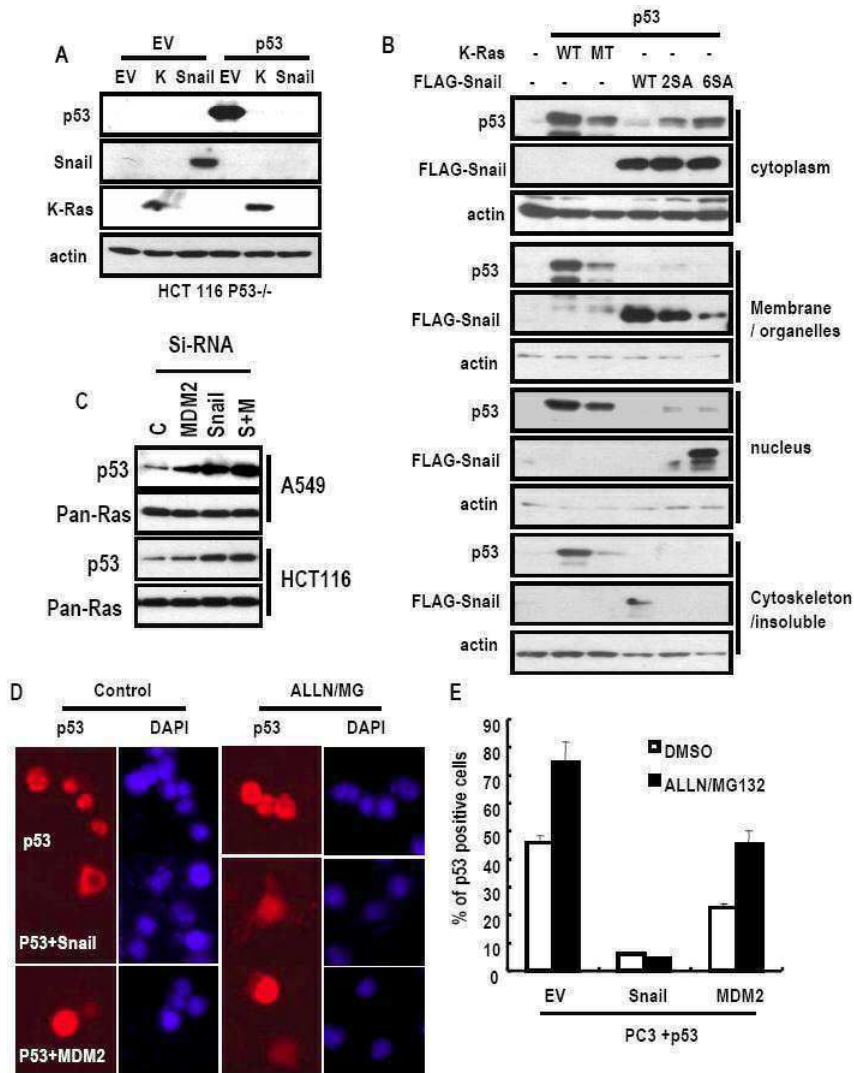 A
EV p53
EV K Snail EV K Snail
p53
Snail
K-Ras
actin
HCT 116 P53-/-
B
p53
K-Ras - WT MT - - -
FLAG-Snail - - - WT 2SA 6SA
p53
FLAG-Snail
actin
cytoplasm
p53
FLAG-Snail
actin
Membrane
/ organelles
p53
FLAG-Snail
actin
nucleus
p53
FLAG-Snail
actin
Cytoskeleton
/insoluble
C
Si-RNA
C MDM2 Snail S+M
p53
Pan-Ras
A549
p53
Pan-Ras
HCT116
D
Control ALLN/MG
p53 DAPI p53 DAPI
p53
P53+Snail
P53+MDM2
E
% of p53 positive cells
90
80
70
60
50
40
30
20
10
0
DMSO
ALLN/MG132
EV Snail MDM2
PC3 +p53